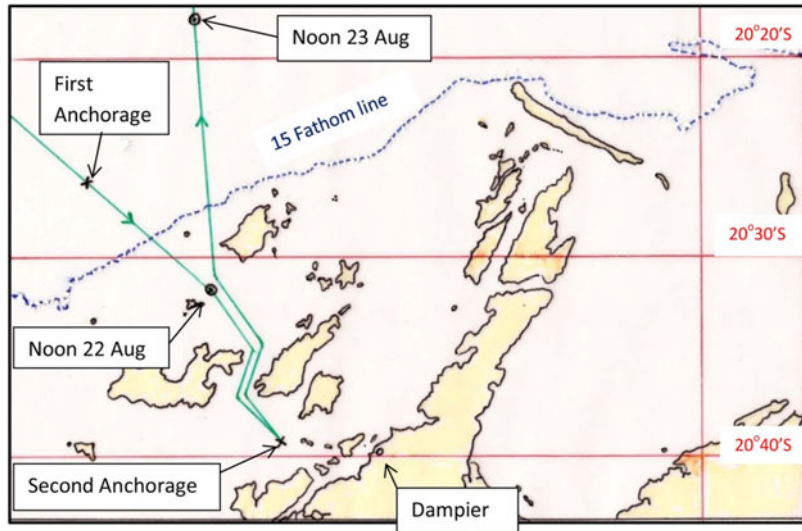 Noon 23 Aug
20°20'S
First
Anchorage
15 Fathom line
20°30'S
Noon 22 Aug
20°40'S
Second Anchorage
Dampier